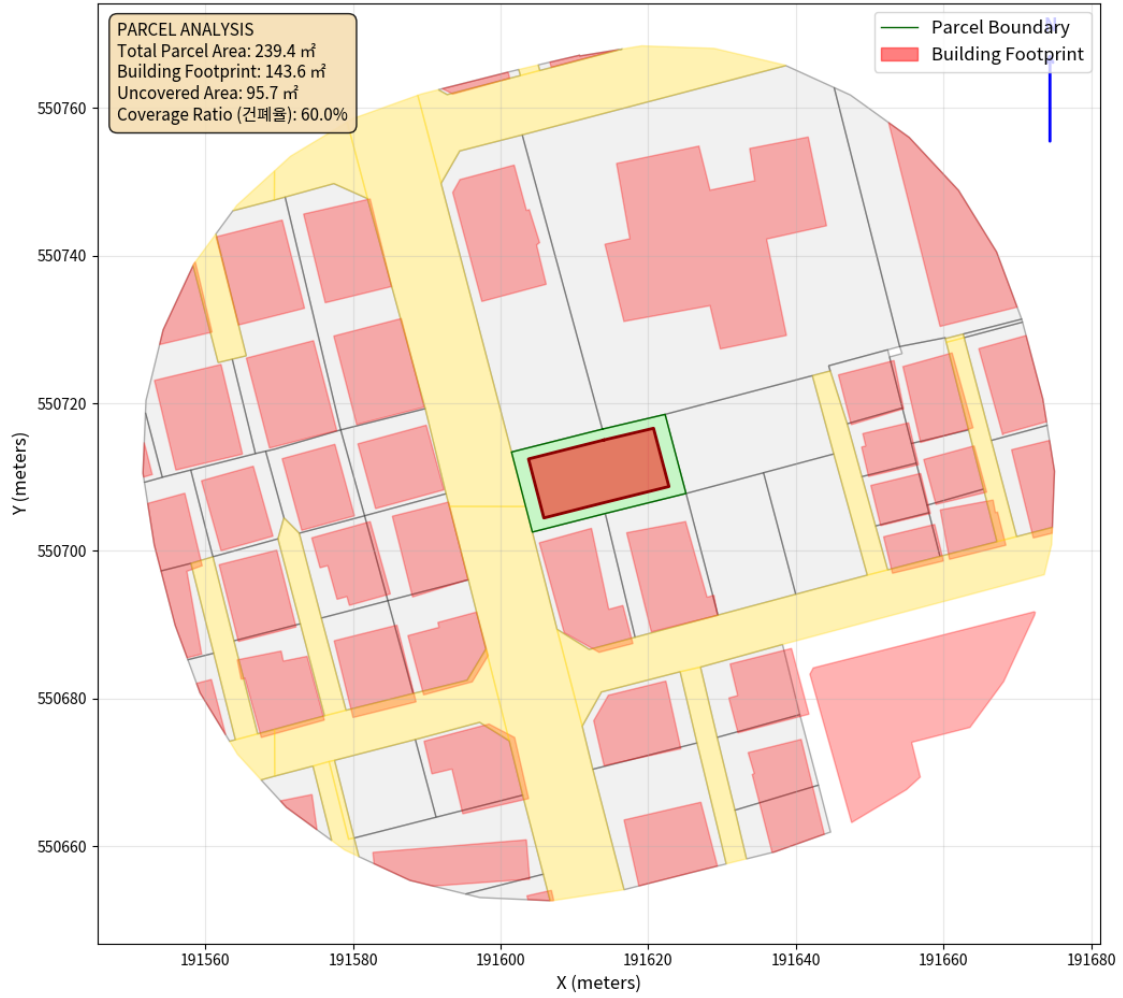 PARCEL ANALYSIS
Total Parcel Area: 239.4 ㎡
Building Footprint: 143.6 ㎡
Uncovered Area: 95.7 ㎡
Coverage Ratio (건폐율): 60.0%
Parcel Boundary
Building Footprint
550760
550740
550720
550700
550680
550660
Y (meters)
191560
191580
191600
191620
191640
191660
191680
X (meters)